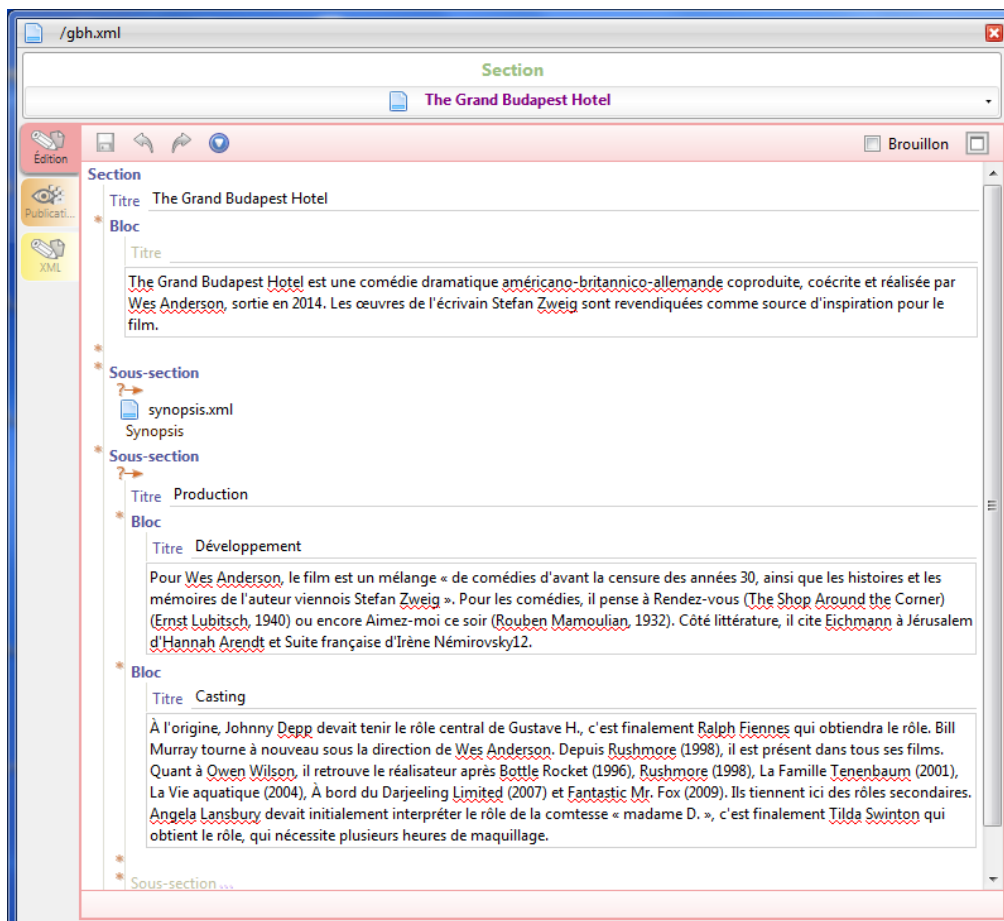 /gbh.xml
Section
The Grand Budapest Hotel
Édition
Publicati...
XML
Brouillon
Section
Titre The Grand Budapest Hotel
* Bloc
Titre
The Grand Budapest Hotel est une comédie dramatique américano-britannico-allemande coproduite, coécrite et réalisée par
Wes Anderson, sortie en 2014. Les œuvres de l'écrivain Stefan Zweig sont revendiquées comme source d'inspiration pour le
film.
*
* Sous-section
?
synopsis.xml
Synopsis
* Sous-section
?
Titre Production
* Bloc
Titre Développement
Pour Wes Anderson, le film est un mélange « de comédies d'avant la censure des années 30, ainsi que les histoires et les
mémoires de l'auteur viennois Stefan Zweig ». Pour les comédies, il pense à Rendez-vous (The Shop Around the Corner)
(Ernst Lubitsch, 1940) ou encore Aimez-moi ce soir (Rouben Mamoulian, 1932). Côté littérature, il cite Eichmann à Jérusalem
d'Hannah Arendt et Suite française d'Irène Némirovsky12.
* Bloc
Titre Casting
À l'origine, Johnny Depp devait tenir le rôle central de Gustave H., c'est finalement Ralph Fiennes qui obtiendra le rôle. Bill
Murray tourne à nouveau sous la direction de Wes Anderson. Depuis Rushmore (1998), il est présent dans tous ses films.
Quant à Owen Wilson, il retrouve le réalisateur après Bottle Rocket (1996), Rushmore (1998), La Famille Tenenbaum (2001),
La Vie aquatique (2004), À bord du Darjeeling Limited (2007) et Fantastic Mr. Fox (2009). Ils tiennent ici des rôles secondaires.
Angela Lansbury devait initialement interpréter le rôle de la comtesse « madame D. », c'est finalement Tilda Swinton qui
obtient le rôle, qui nécessite plusieurs heures de maquillage.
*
* Sous-section ...